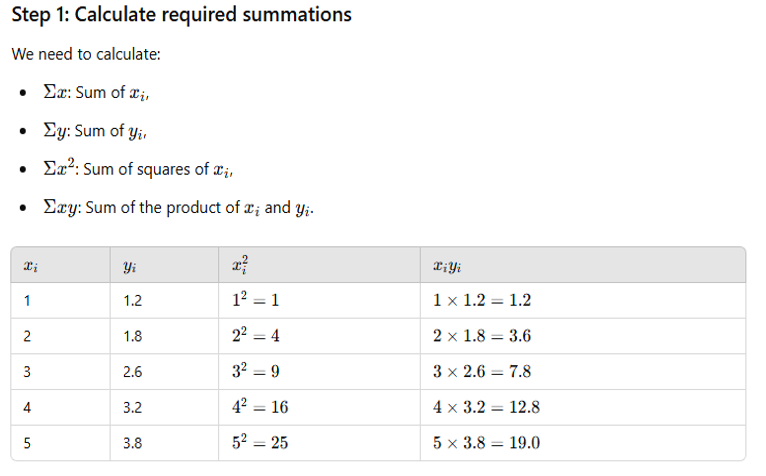 Step 1: Calculate required summations
We need to calculate:
• Σx: Sum of xᵢ,
• Σy: Sum of yᵢ,
• Σx²: Sum of squares of xᵢ,
• Σxy: Sum of the product of xᵢ and yᵢ.
xᵢ yᵢ xᵢ² xᵢyᵢ
1 1.2 1² = 1 1 × 1.2 = 1.2
2 1.8 2² = 4 2 × 1.8 = 3.6
3 2.6 3² = 9 3 × 2.6 = 7.8
4 3.2 4² = 16 4 × 3.2 = 12.8
5 3.8 5² = 25 5 × 3.8 = 19.0